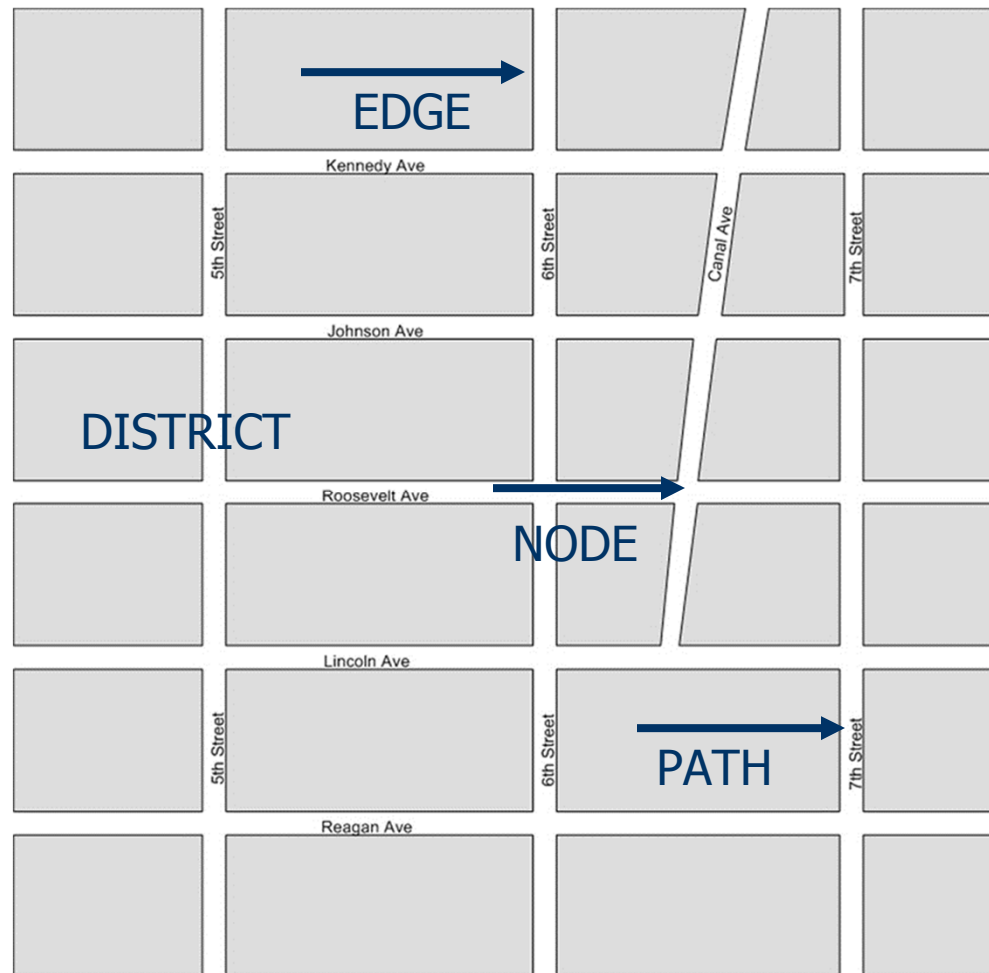 EDGE
Kennedy Ave
5th Street
6th Street
Canal Ave
7th Street
Johnson Ave
DISTRICT
Roosevelt Ave
NODE
Lincoln Ave
5th Street
6th Street
PATH
7th Street
Reagan Ave